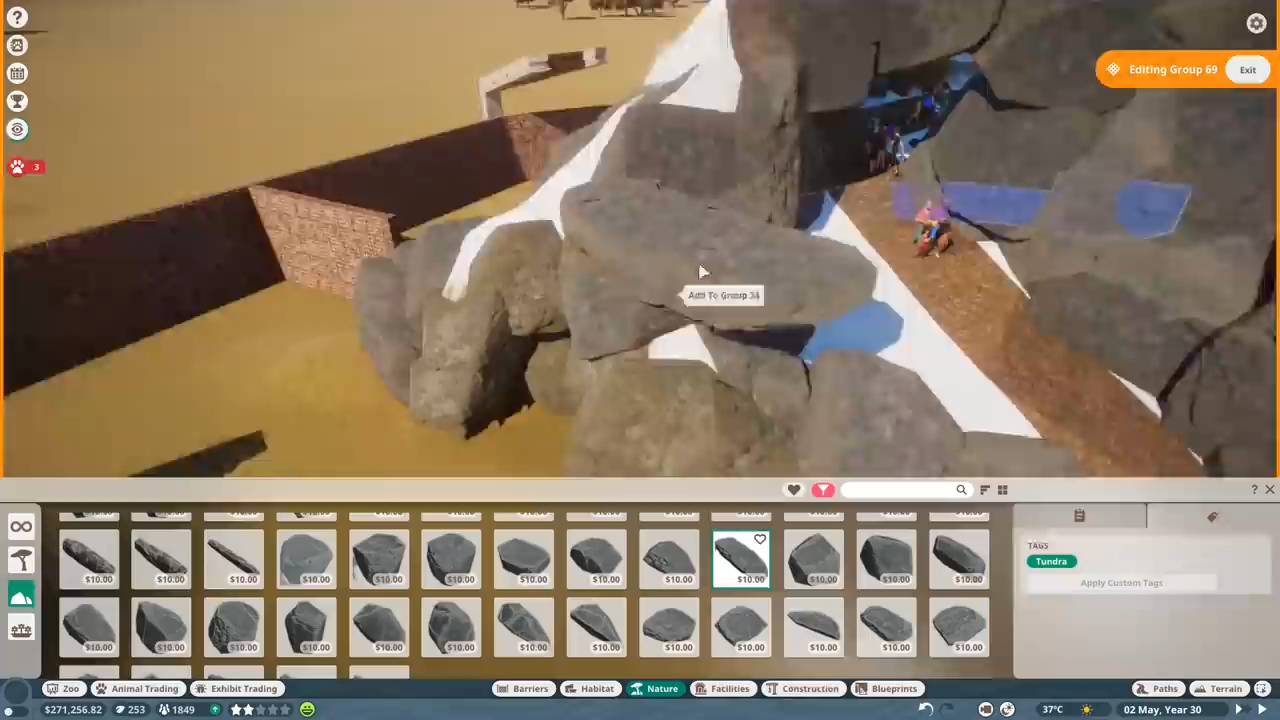 ?
Editing Group 69
Exit
3
Add To Group 34
?
$10.00 $10.00 $10.00 $10.00 $10.00 $10.00 $10.00 $10.00 $10.00 $10.00 $10.00 $10.00 $10.00
$10.00 $10.00 $10.00 $10.00 $10.00 $10.00 $10.00 $10.00 $10.00 $10.00 $10.00 $10.00 $10.00
TAGS
Tundra
Apply Custom Tags
Zoo Animal Trading Exhibit Trading Barriers Habitat Nature Facilities Construction Blueprints Paths Terrain
$271,256.82 253 1849 37°C 02 May, Year 30